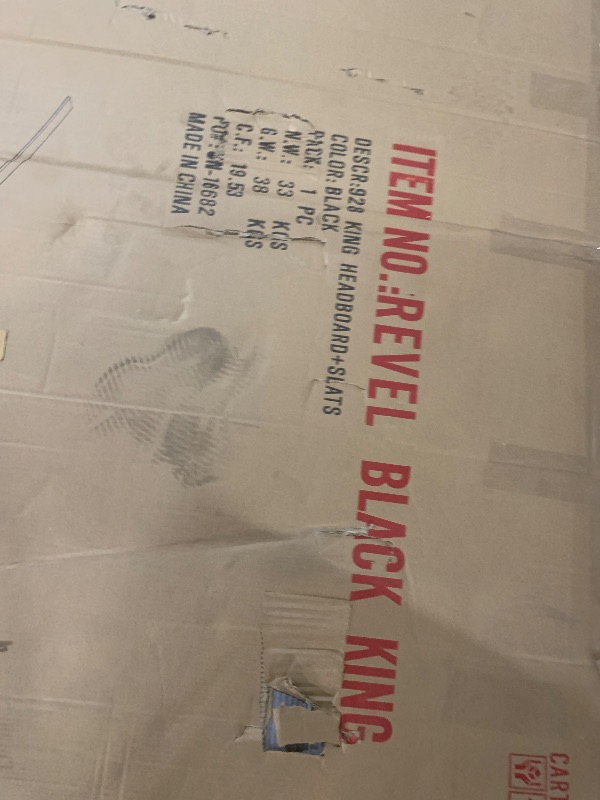 CART
ITEM NO.:REVEL BLACK KING
DESCR:928 KING HEADBOARD+SLATS
COLOR:BLACK
PACK: 1 PC
N.W.: 33 KGS
G.W.: 38 KGS
C.F.: 19.53
MADE IN CHINA